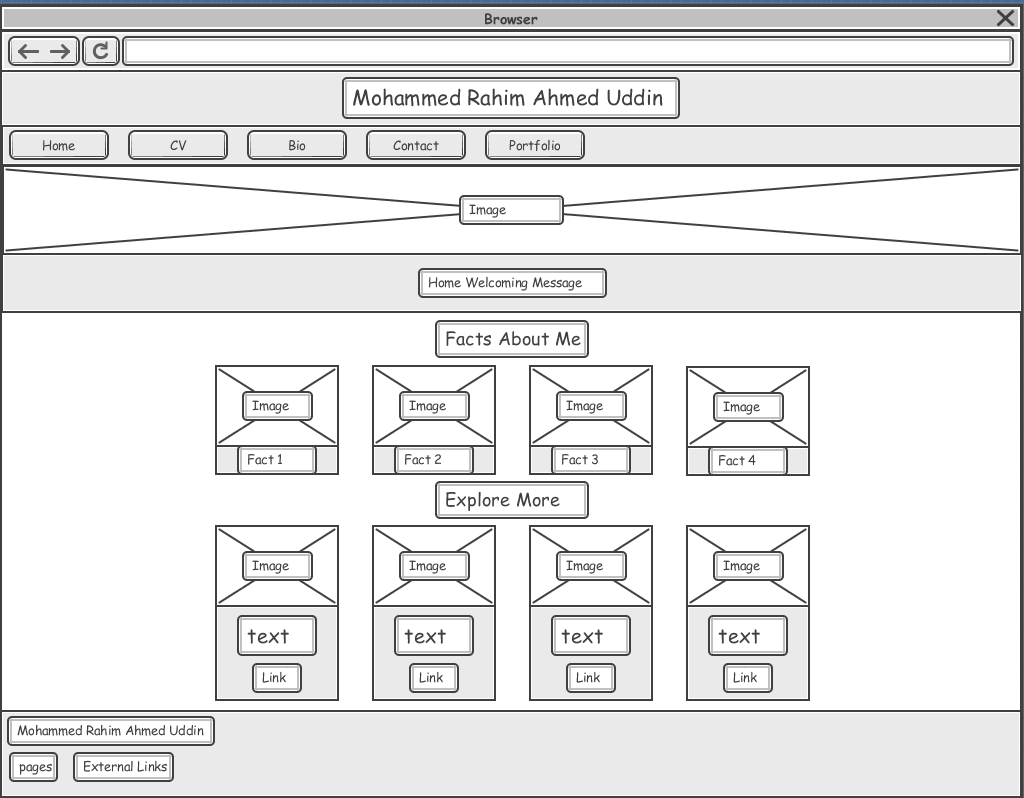 Browser
Mohammed Rahim Ahmed Uddin
Home CV Bio Contact Portfolio
Image
Home Welcoming Message
Facts About Me
Image Image Image Image
Fact 1 Fact 2 Fact 3 Fact 4
Explore More
Image Image Image Image
text text text text
Link Link Link Link
Mohammed Rahim Ahmed Uddin
pages External Links